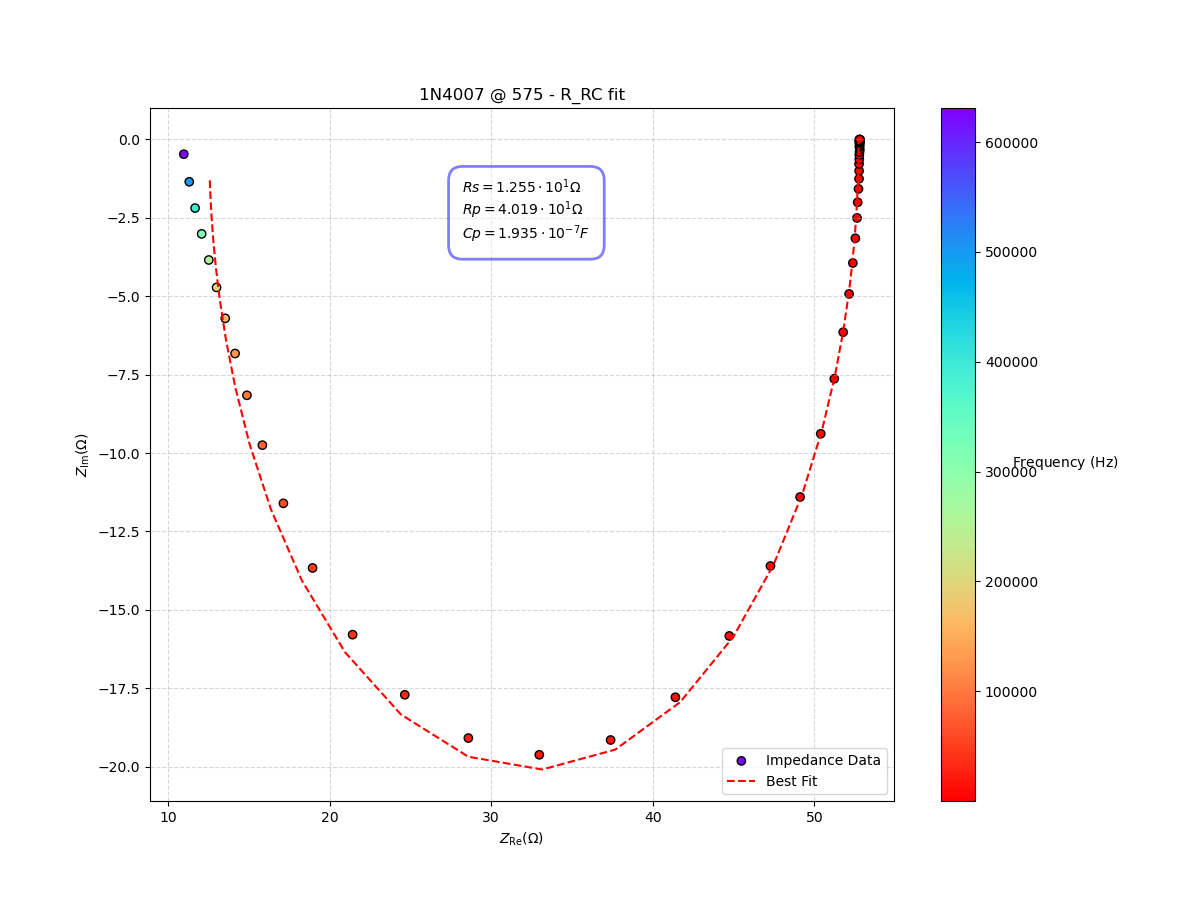 1N4007 @ 575 - R_RC fit
0.0
−2.5
−5.0
−7.5
−10.0
−12.5
−15.0
−17.5
−20.0
Z_Im(Ω)
Rs = 1.255 · 10^1Ω
Rp = 4.019 · 10^1Ω
Cp = 1.935 · 10^−7F
Impedance Data
Best Fit
10 20 30 40 50
Z_Re(Ω)
600000
500000
400000
300000
200000
100000
Frequency (Hz)